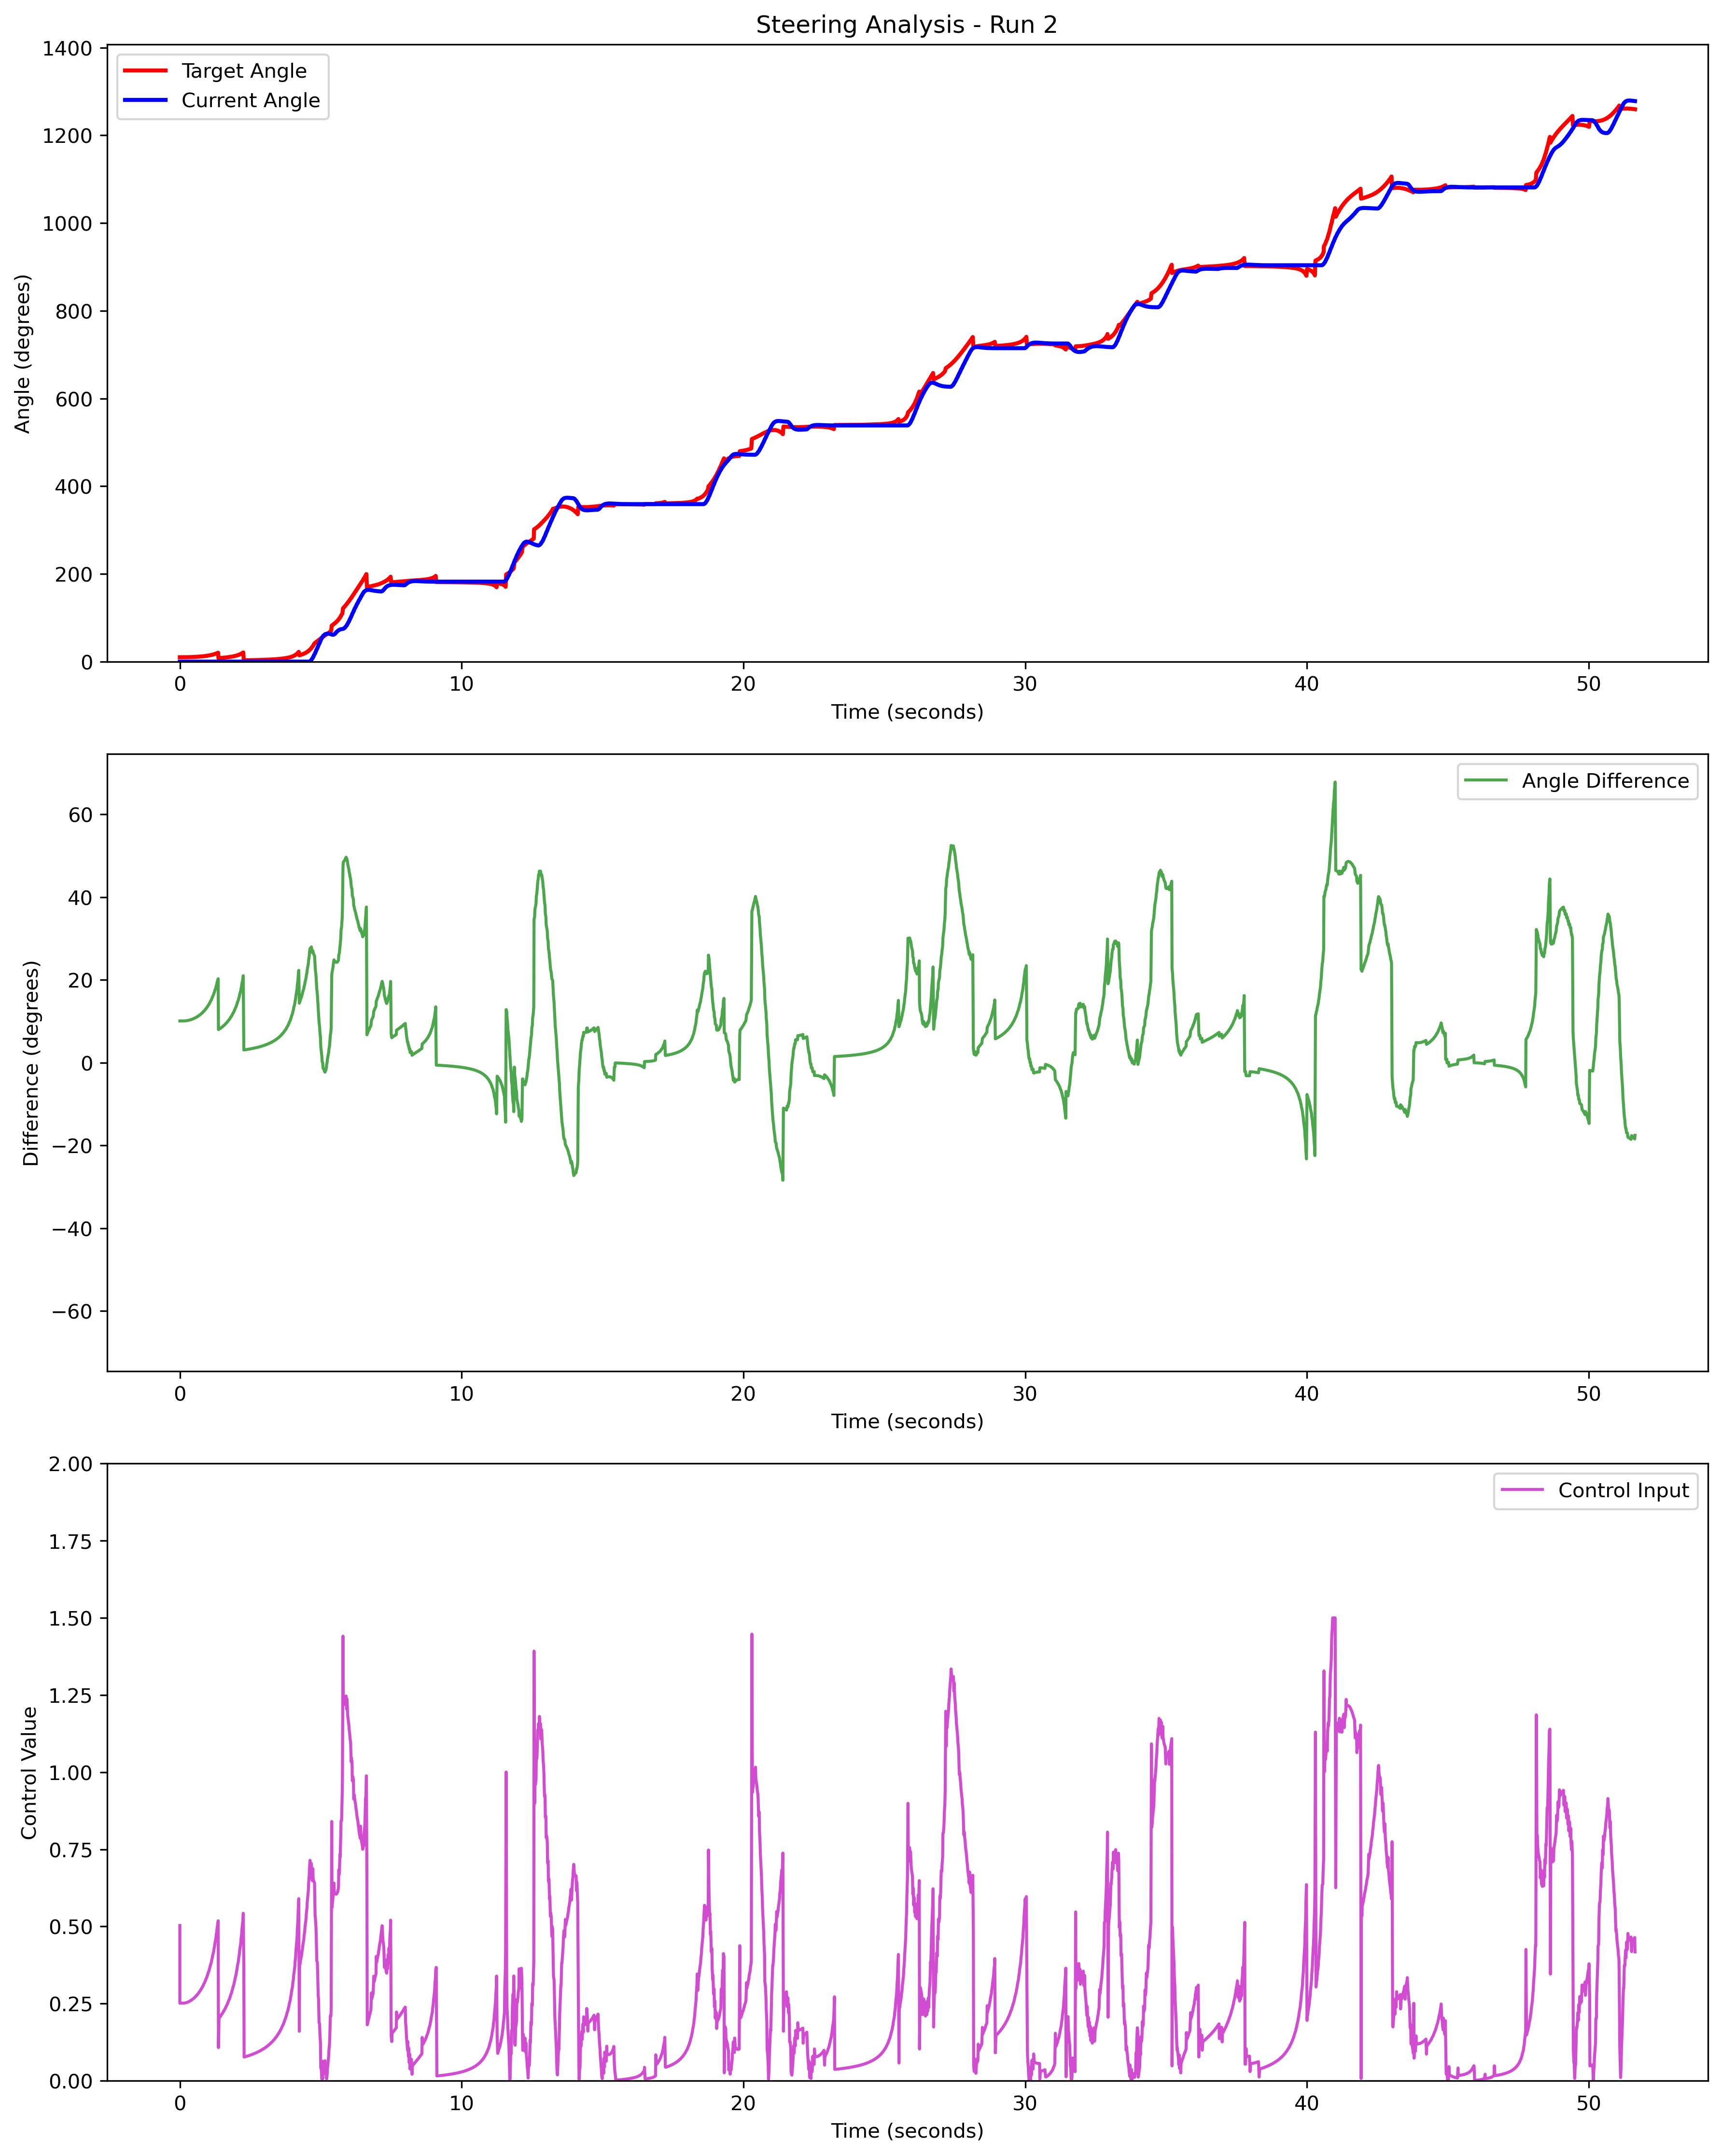 Steering Analysis - Run 2
Target Angle
Current Angle
Angle (degrees)
1400
1200
1000
800
600
400
200
0
0 10 20 30 40 50
Time (seconds)
Angle Difference
Difference (degrees)
60
40
20
0
−20
−40
−60
0 10 20 30 40 50
Time (seconds)
Control Input
Control Value
2.00
1.75
1.50
1.25
1.00
0.75
0.50
0.25
0.00
0 10 20 30 40 50
Time (seconds)